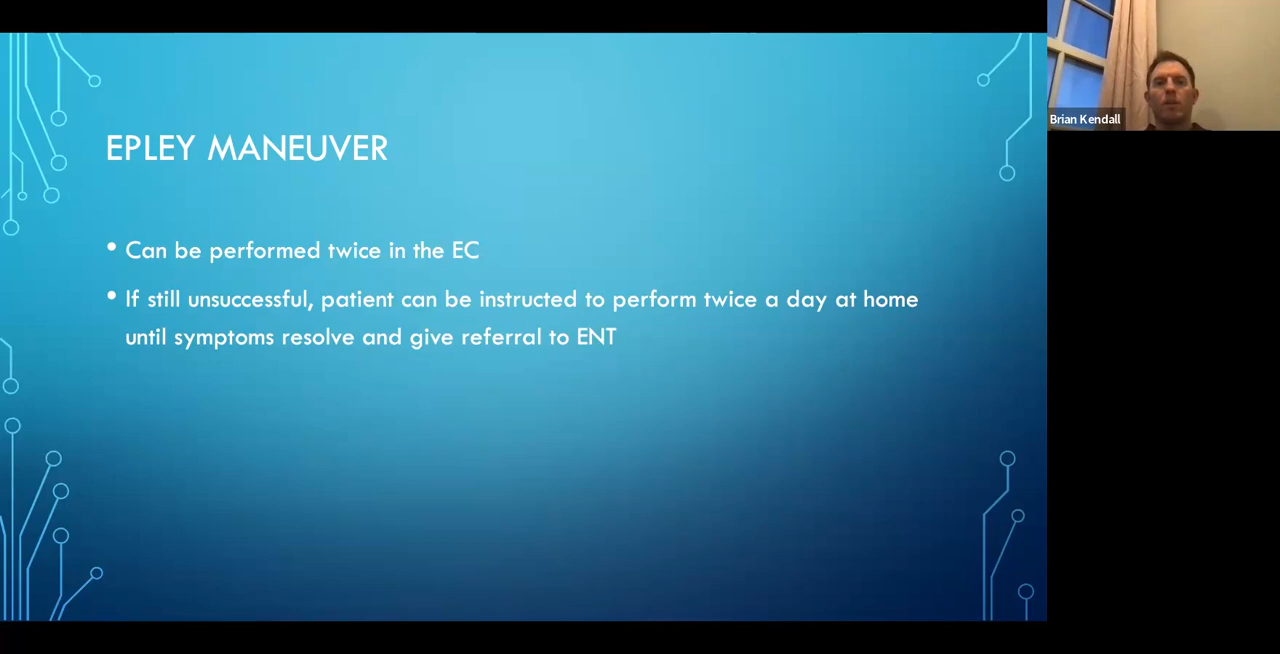 EPLEY MANEUVER
• Can be performed twice in the EC
• If still unsuccessful, patient can be instructed to perform twice a day at home
until symptoms resolve and give referral to ENT
Brian Kendall